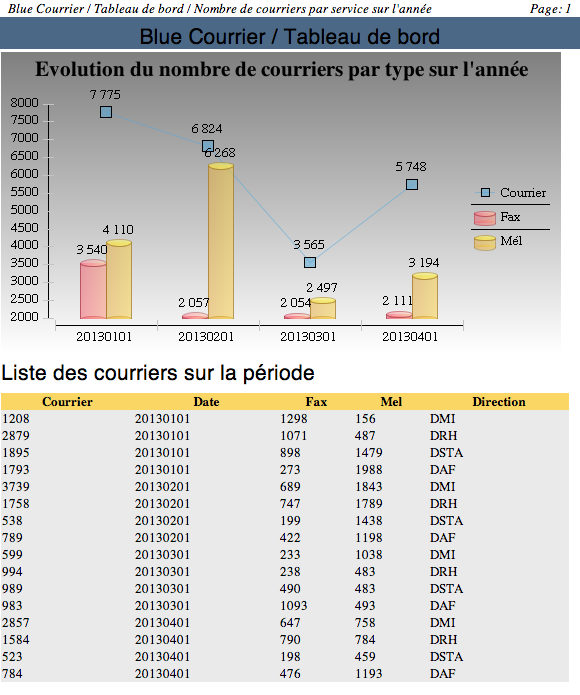 Blue Courrier / Tableau de bord / Nombre de courriers par service sur l'année Page: 1
Blue Courrier / Tableau de bord
Evolution du nombre de courriers par type sur l'année
8000
7500
7000
6500
6000
5500
5000
4500
4000
3500
3000
2500
2000
7 775
6 824
6 268
5 748
4 110
3 540
3 565
3 194
2 497
2 057
2 054
2 111
20130101 20130201 20130301 20130401
Courrier
Fax
Mél
Liste des courriers sur la période
Courrier Date Fax Mel Direction
1208 20130101 1298 156 DMI
2879 20130101 1071 487 DRH
1895 20130101 898 1479 DSTA
1793 20130101 273 1988 DAF
3739 20130201 689 1843 DMI
1758 20130201 747 1789 DRH
538 20130201 199 1438 DSTA
789 20130201 422 1198 DAF
599 20130301 233 1038 DMI
994 20130301 238 483 DRH
989 20130301 490 483 DSTA
983 20130301 1093 493 DAF
2857 20130401 647 758 DMI
1584 20130401 790 784 DRH
523 20130401 198 459 DSTA
784 20130401 476 1193 DAF